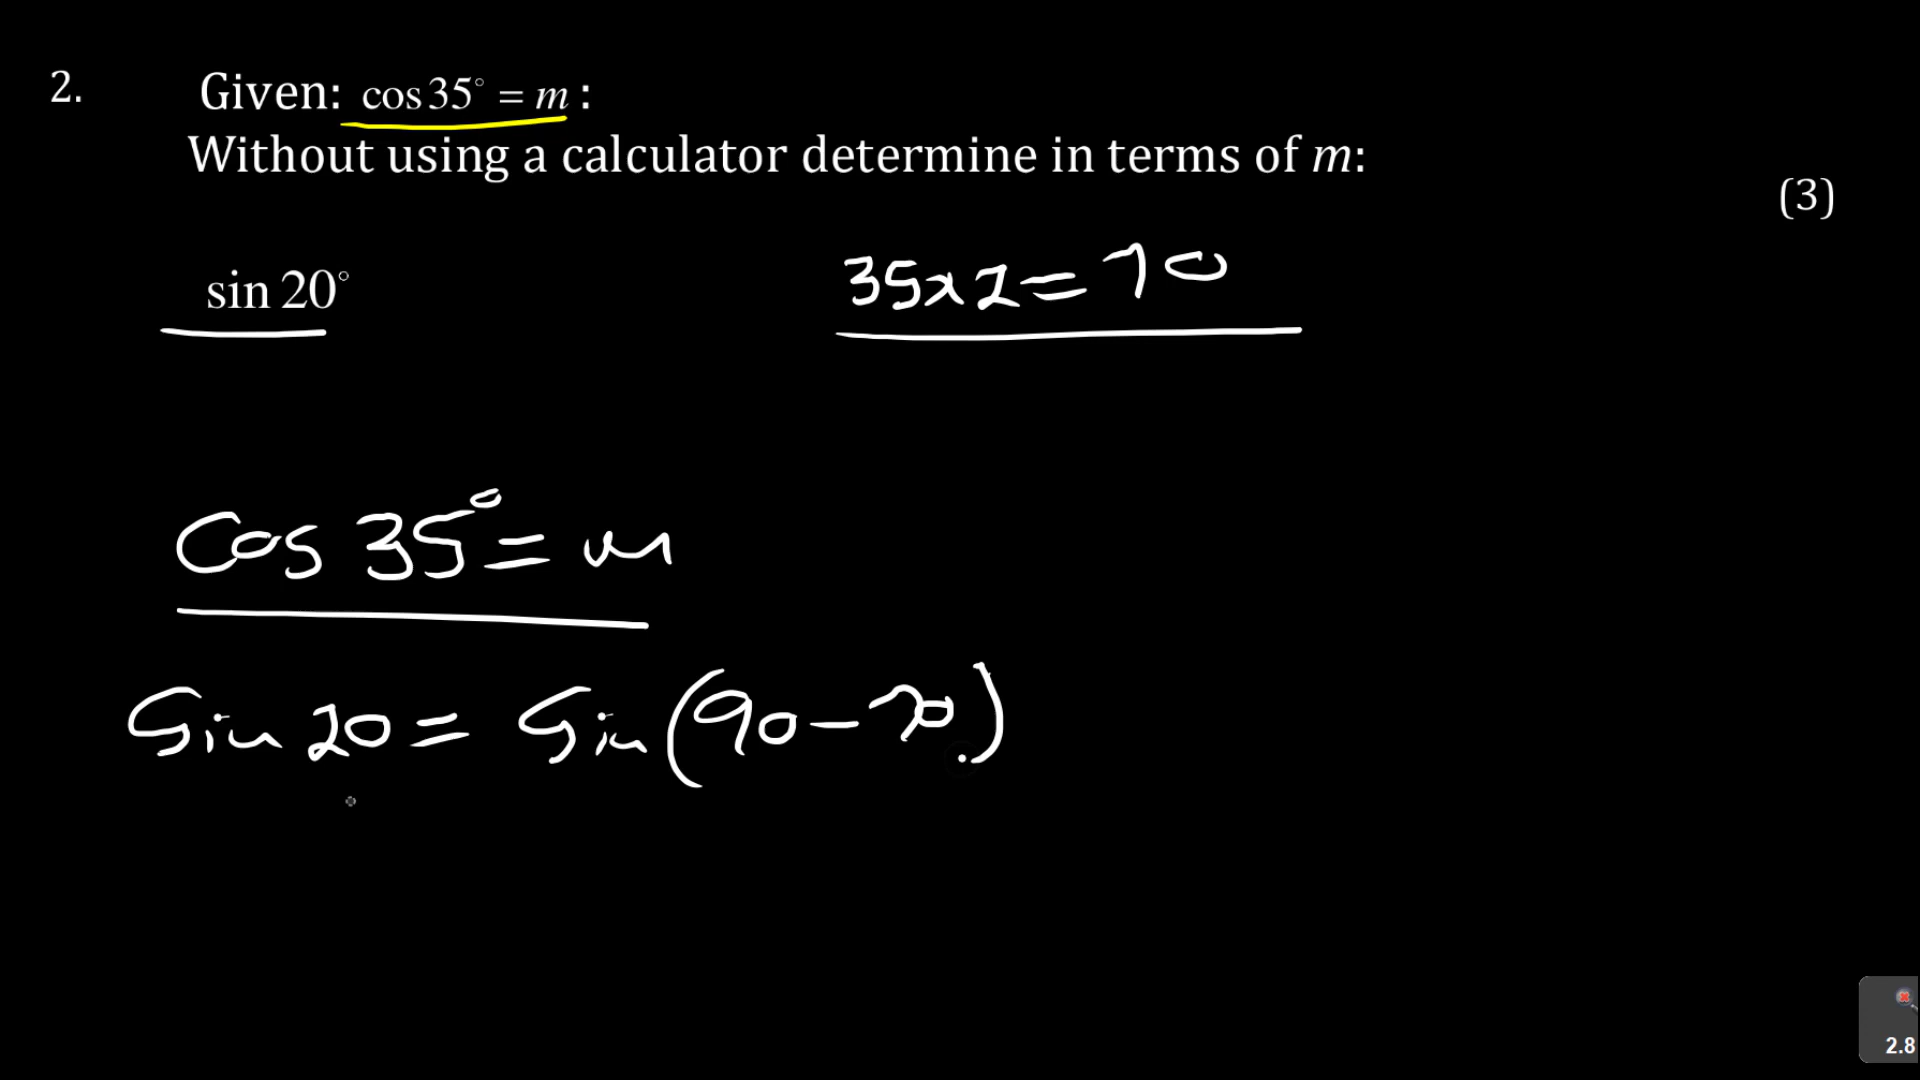 2. Given: cos 35° = m :
Without using a calculator determine in terms of m:
(3)
sin 20°
35x2=70
Cos 35° = m
Sin 20 = Sin(90-70)
2.8